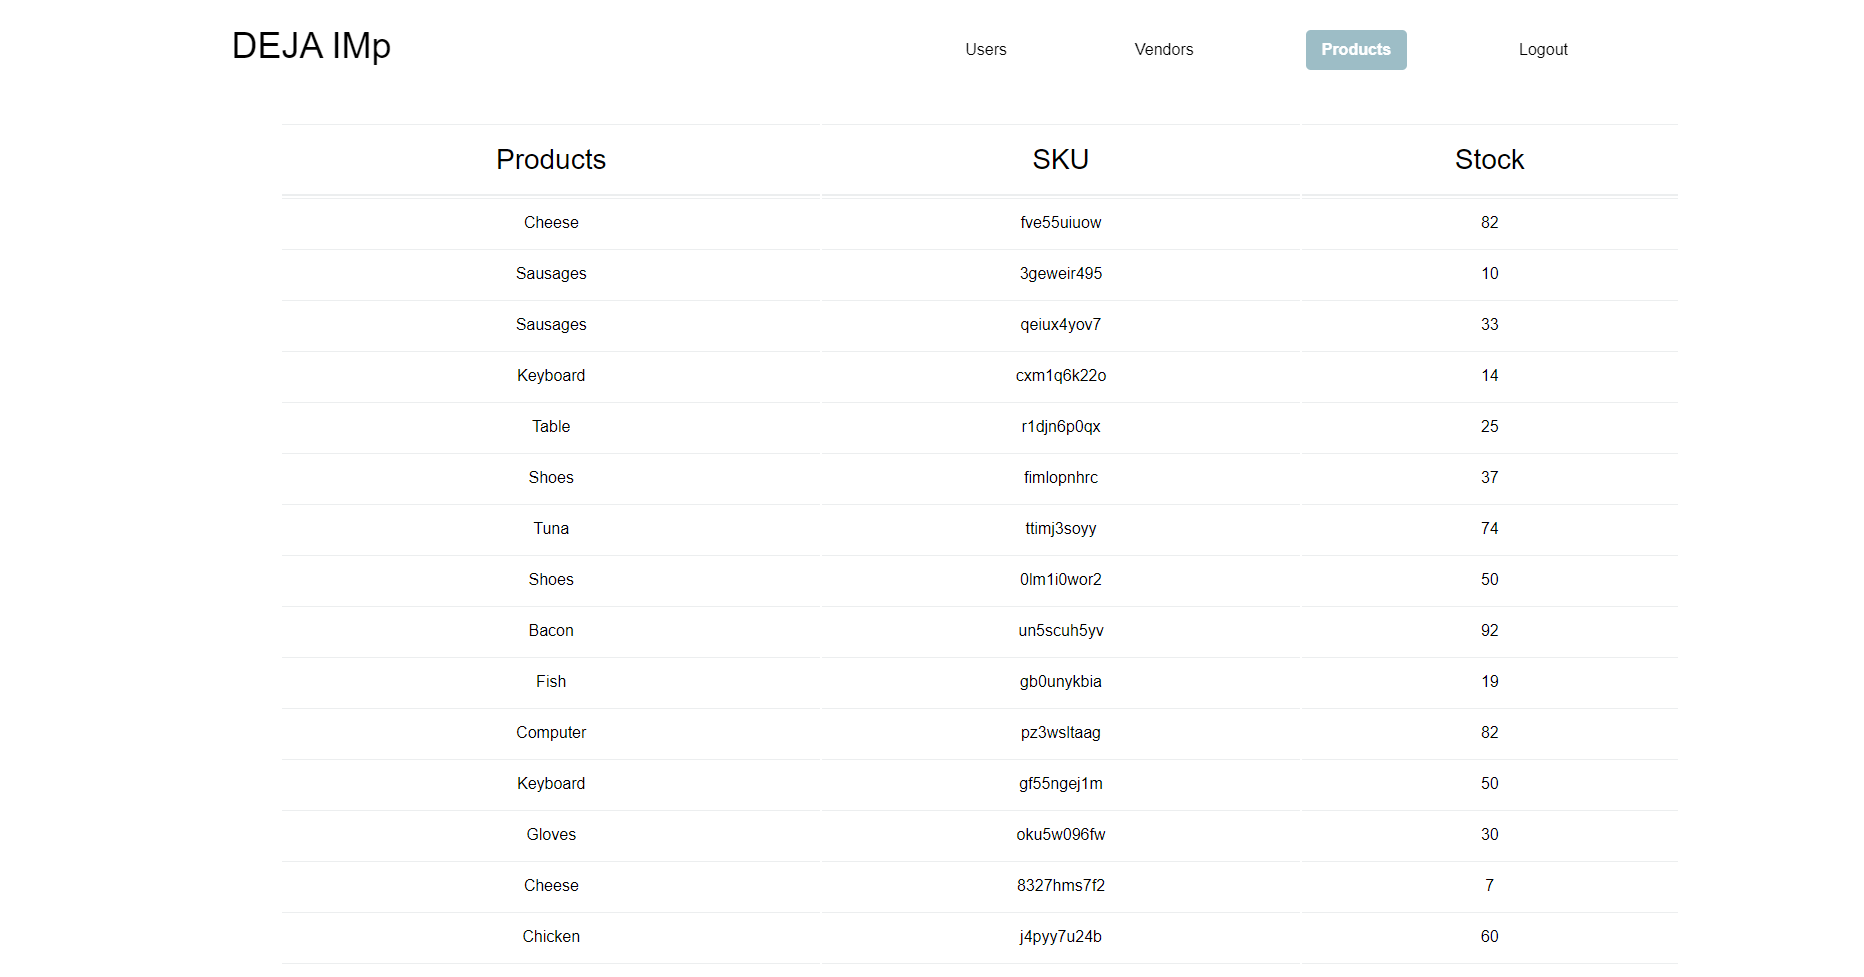 DEJA IMp Users Vendors Products Logout
Products SKU Stock
Cheese fve55uiuow 82
Sausages 3geweir495 10
Sausages qeiux4yov7 33
Keyboard cxm1q6k22o 14
Table r1djn6p0qx 25
Shoes fimlopnhrc 37
Tuna ttimj3soyy 74
Shoes 0lm1i0wor2 50
Bacon un5scuh5yv 92
Fish gb0unykbia 19
Computer pz3wsltaag 82
Keyboard gf55ngej1m 50
Gloves oku5w096fw 30
Cheese 8327hms7f2 7
Chicken j4pyy7u24b 60